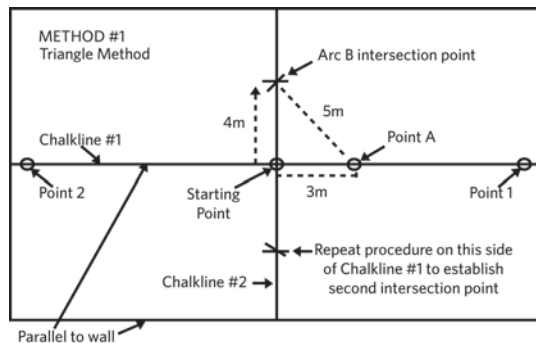 METHOD #1
Triangle Method
Arc B intersection point
4m
5m
Chalkline #1
Point A
Point 2
Starting
Point
3m
Point 1
Repeat procedure on this side
of Chalkline #1 to establish
second intersection point
Chalkline #2
Parallel to wall